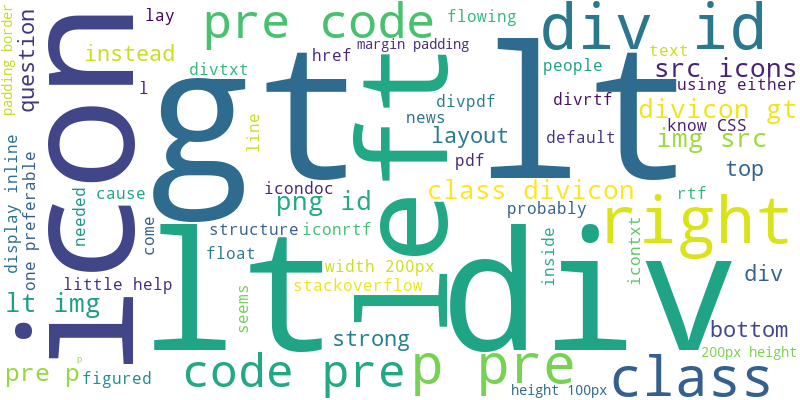 padding border
question
icon
lay
instead
l
pre code
flowing
div id
divtxt
href
margin padding
people
text
src icons
using either
gt
lt
left
divpdf
divrtf
divicon gt
line
news
know CSS
layout
default
img src
pdf
top
display inline
one preferable
needed
cause
icondoc
class divicon
rtf
png id
probably
right
come
structure
iconrtf
float
inside
icontxt
lt
div
width 200px
div
little help
stackoverflow
lt img
seems
strong
bottom
200px height
p
pre p
figured
code pre
p pre
height 100px
class